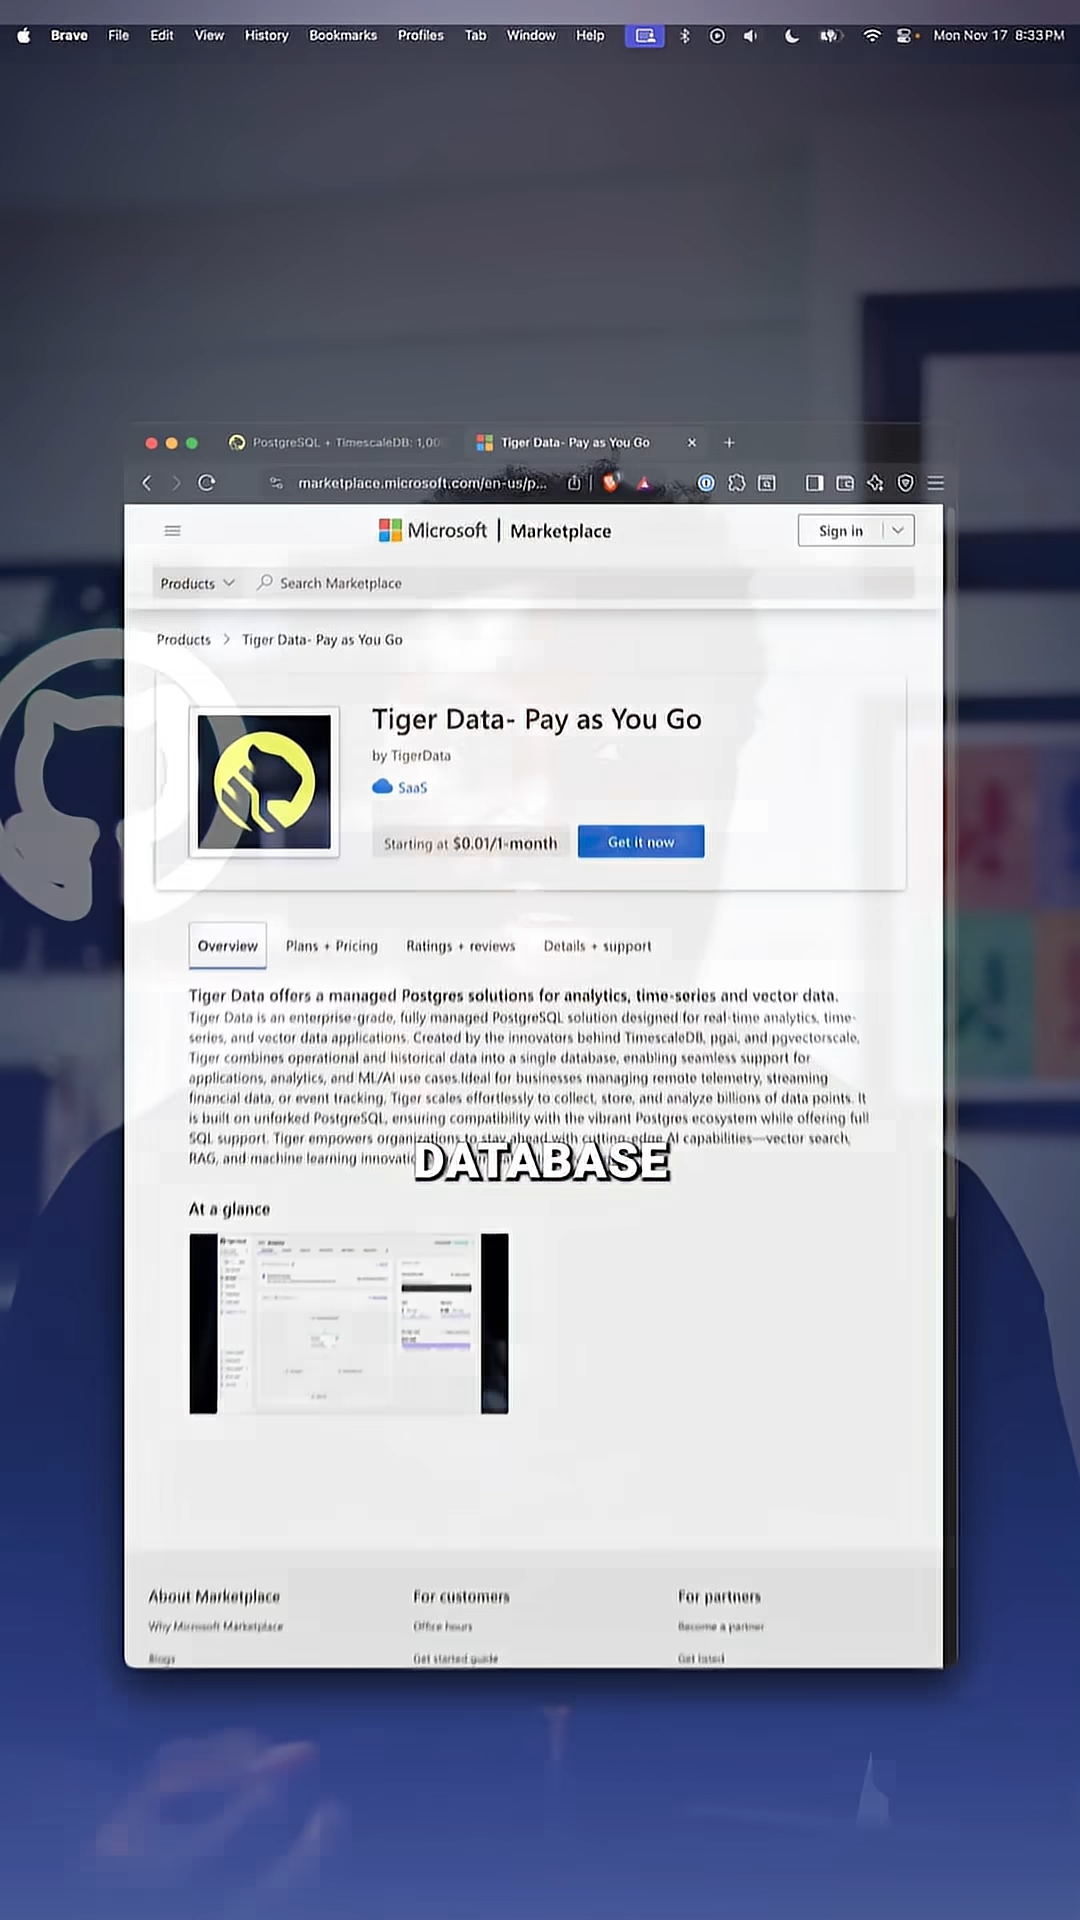 Brave File Edit View History Bookmarks Profiles Tab Window Help Mon Nov 17 8:33 PM
PostgreSQL + TimescaleDB: 1,00
Tiger Data- Pay as You Go
marketplace.microsoft.com/en-us/p...
Microsoft | Marketplace
Sign in
Products
Search Marketplace
Products > Tiger Data- Pay as You Go
Tiger Data- Pay as You Go
by TigerData
SaaS
Starting at $0.01/1-month
Get it now
Overview Plans + Pricing Ratings + reviews Details + support
Tiger Data offers a managed Postgres solutions for analytics, time-series and vector data.
Tiger Data is an enterprise-grade, fully managed PostgreSQL solution designed for real-time analytics, time-
series, and vector data applications. Created by the innovators behind TimescaleDB, pgai, and pgvectorscale,
Tiger combines operational and historical data into a single database, enabling seamless support for
applications, analytics, and ML/AI use cases.Ideal for businesses managing remote telemetry, streaming
financial data, or event tracking, Tiger scales effortlessly to collect, store, and analyze billions of data points. It
is built on unforked PostgreSQL, ensuring compatibility with the vibrant Postgres ecosystem while offering full
SQL support. Tiger empowers organizations to stay ahead with cutting-edge AI capabilities—vector search,
RAG, and machine learning
DATABASE
At a glance
About Marketplace
Why Microsoft Marketplace
Blogs
For customers
Office hours
Get started guide
For partners
Become a partner
Get listed